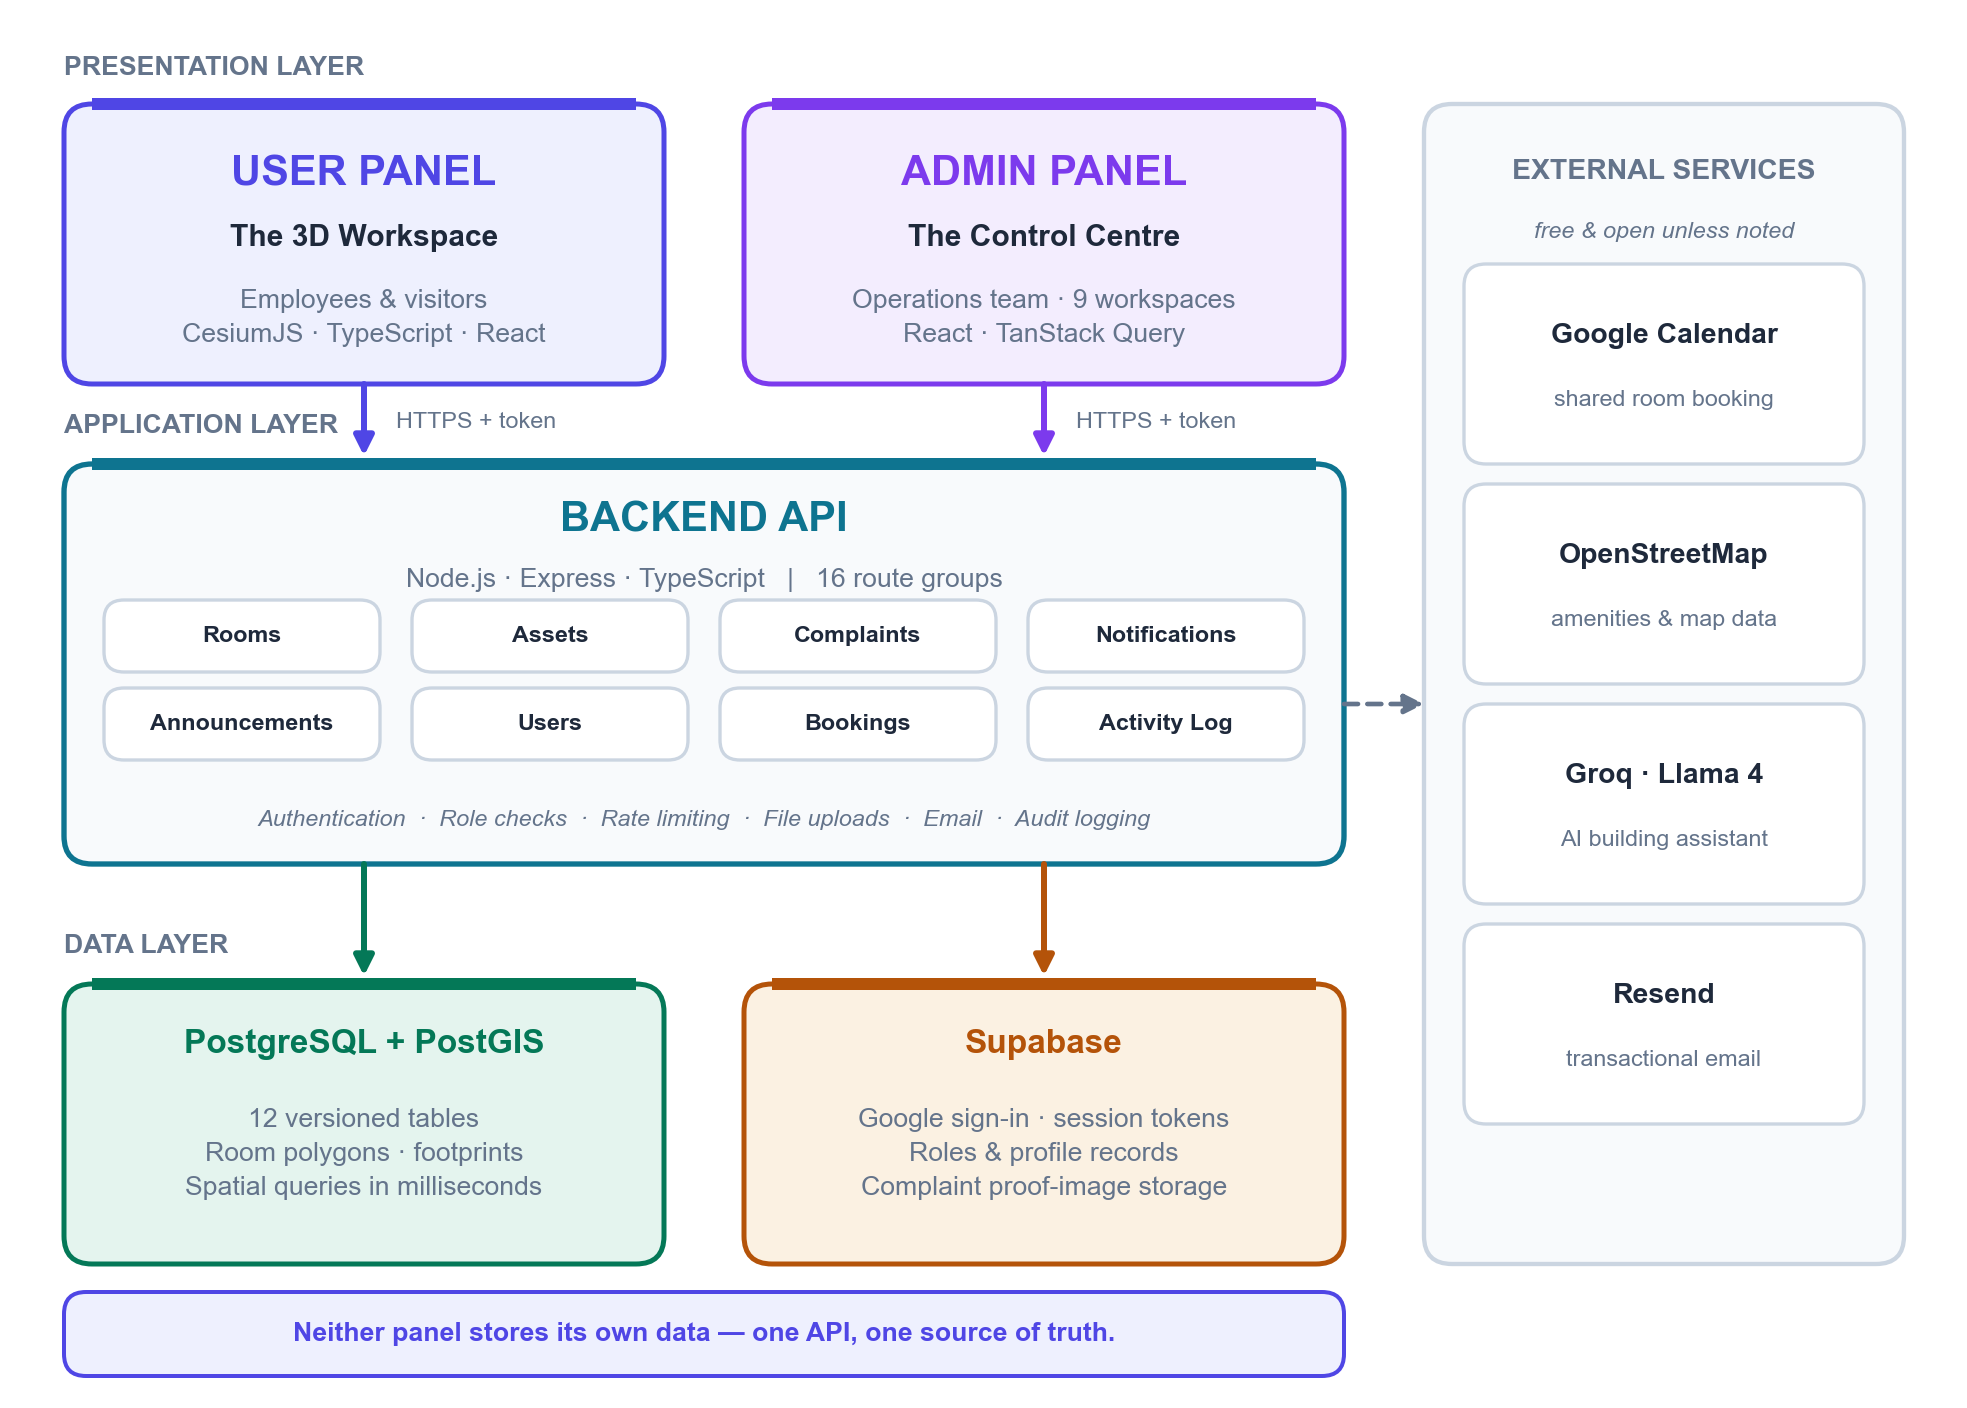 PRESENTATION LAYER
USER PANEL
The 3D Workspace
Employees & visitors
CesiumJS · TypeScript · React
ADMIN PANEL
The Control Centre
Operations team · 9 workspaces
React · TanStack Query
APPLICATION LAYER
HTTPS + token
HTTPS + token
BACKEND API
Node.js · Express · TypeScript | 16 route groups
Rooms
Assets
Complaints
Notifications
Announcements
Users
Bookings
Activity Log
Authentication · Role checks · Rate limiting · File uploads · Email · Audit logging
DATA LAYER
PostgreSQL + PostGIS
12 versioned tables
Room polygons · footprints
Spatial queries in milliseconds
Supabase
Google sign-in · session tokens
Roles & profile records
Complaint proof-image storage
Neither panel stores its own data — one API, one source of truth.
EXTERNAL SERVICES
free & open unless noted
Google Calendar
shared room booking
OpenStreetMap
amenities & map data
Groq · Llama 4
AI building assistant
Resend
transactional email